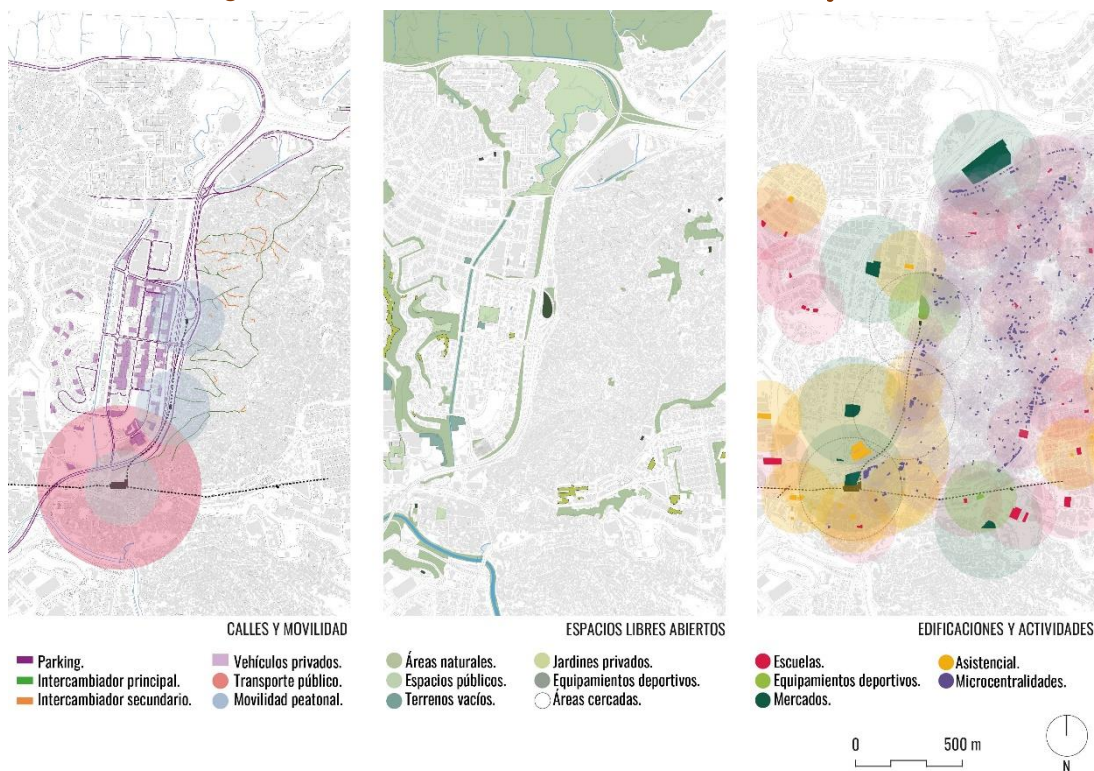 CALLES Y MOVILIDAD
Parking.
Intercambiador principal.
Intercambiador secundario.
Vehículos privados.
Transporte público.
Movilidad peatonal.
ESPACIOS LIBRES ABIERTOS
Áreas naturales.
Espacios públicos.
Terrenos vacíos.
Jardines privados.
Equipamientos deportivos.
Áreas cercadas.
EDIFICACIONES Y ACTIVIDADES
Escuelas.
Equipamientos deportivos.
Mercados.
Asistencial.
Microcentralidades.
0 500 m
N